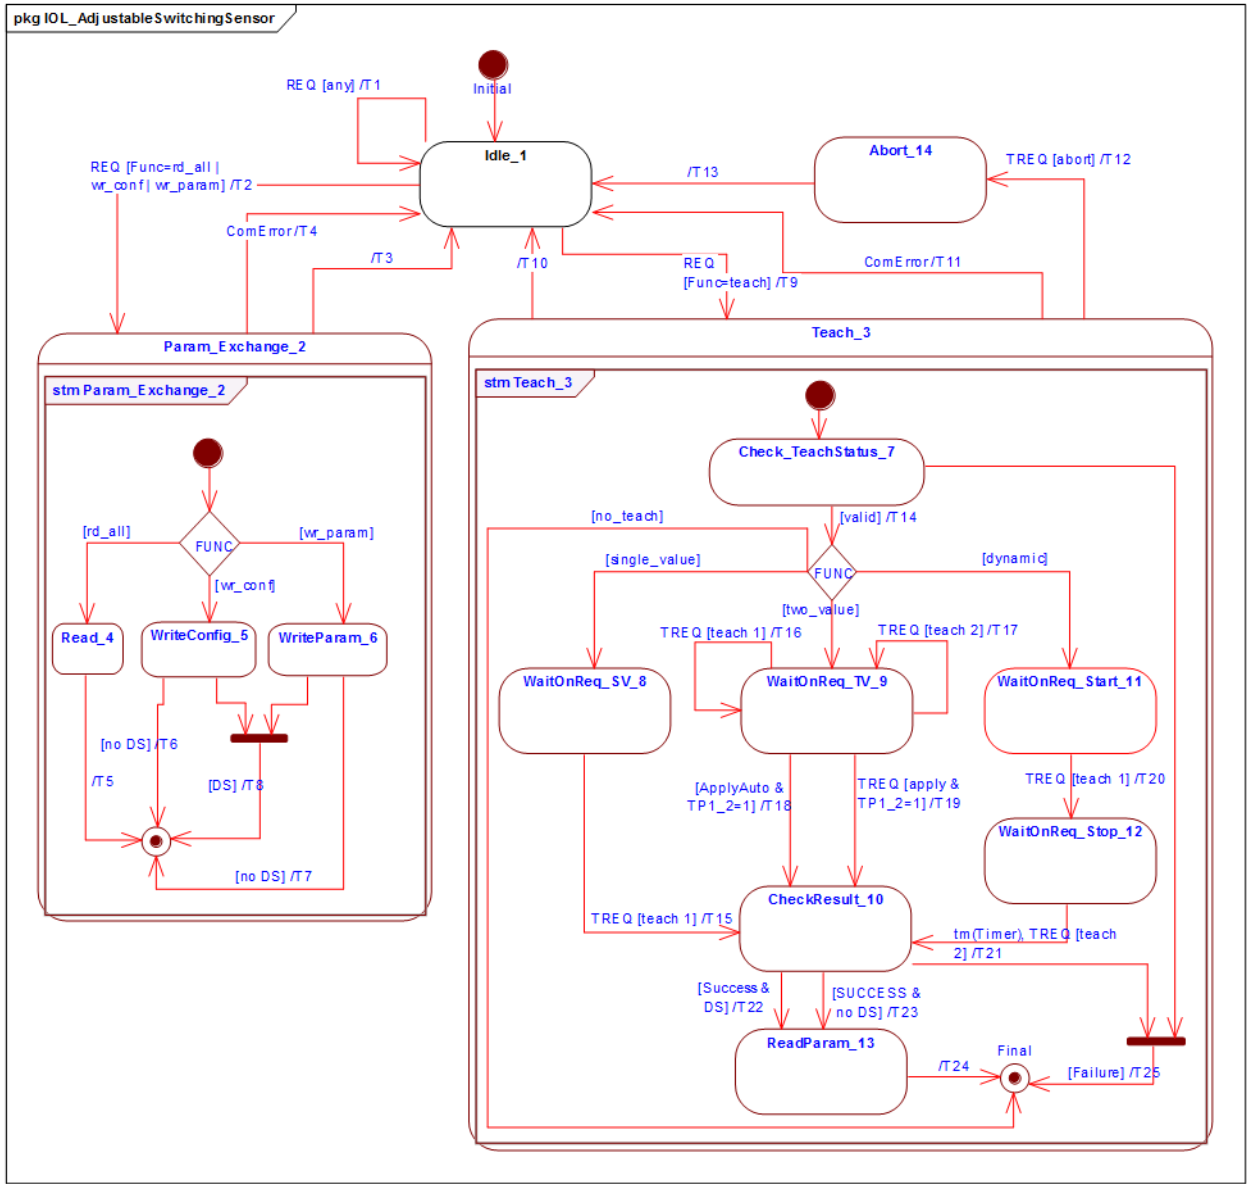 pkg IOL_AdjustableSwitchingSensor
REQ [any] /T1
Initial
Idle_1
Abort_14
TREQ [abort] /T12
REQ [Func=rd_all |
wr_conf | wr_param] /T2
/T13
ComError /T4
/T3
/T10
REQ
[Func=teach] /T9
ComError /T11
Param_Exchange_2
Teach_3
stm Param_Exchange_2
stm Teach_3
Check_TeachStatus_7
[no_teach]
[valid] /T14
[rd_all]
[wr_param]
FUNC
[single_value]
[dynamic]
FUNC
[wr_conf]
[two_value]
Read_4
WriteConfig_5
WriteParam_6
TREQ [teach 1] /T16
TREQ [teach 2] /T17
WaitOnReq_SV_8
WaitOnReq_TV_9
WaitOnReq_Start_11
[no DS] /T6
/T5
[DS] /T8
[ApplyAuto &
TP1_2=1] /T18
TREQ [apply &
TP1_2=1] /T19
TREQ [teach 1] /T20
WaitOnReq_Stop_12
[no DS] /T7
CheckResult_10
TREQ [teach 1] /T15
tm(Timer), TREQ [teach
2] /T21
[Success &
DS] /T22
[SUCCESS &
no DS] /T23
ReadParam_13
Final
/T24
[Failure] /T25